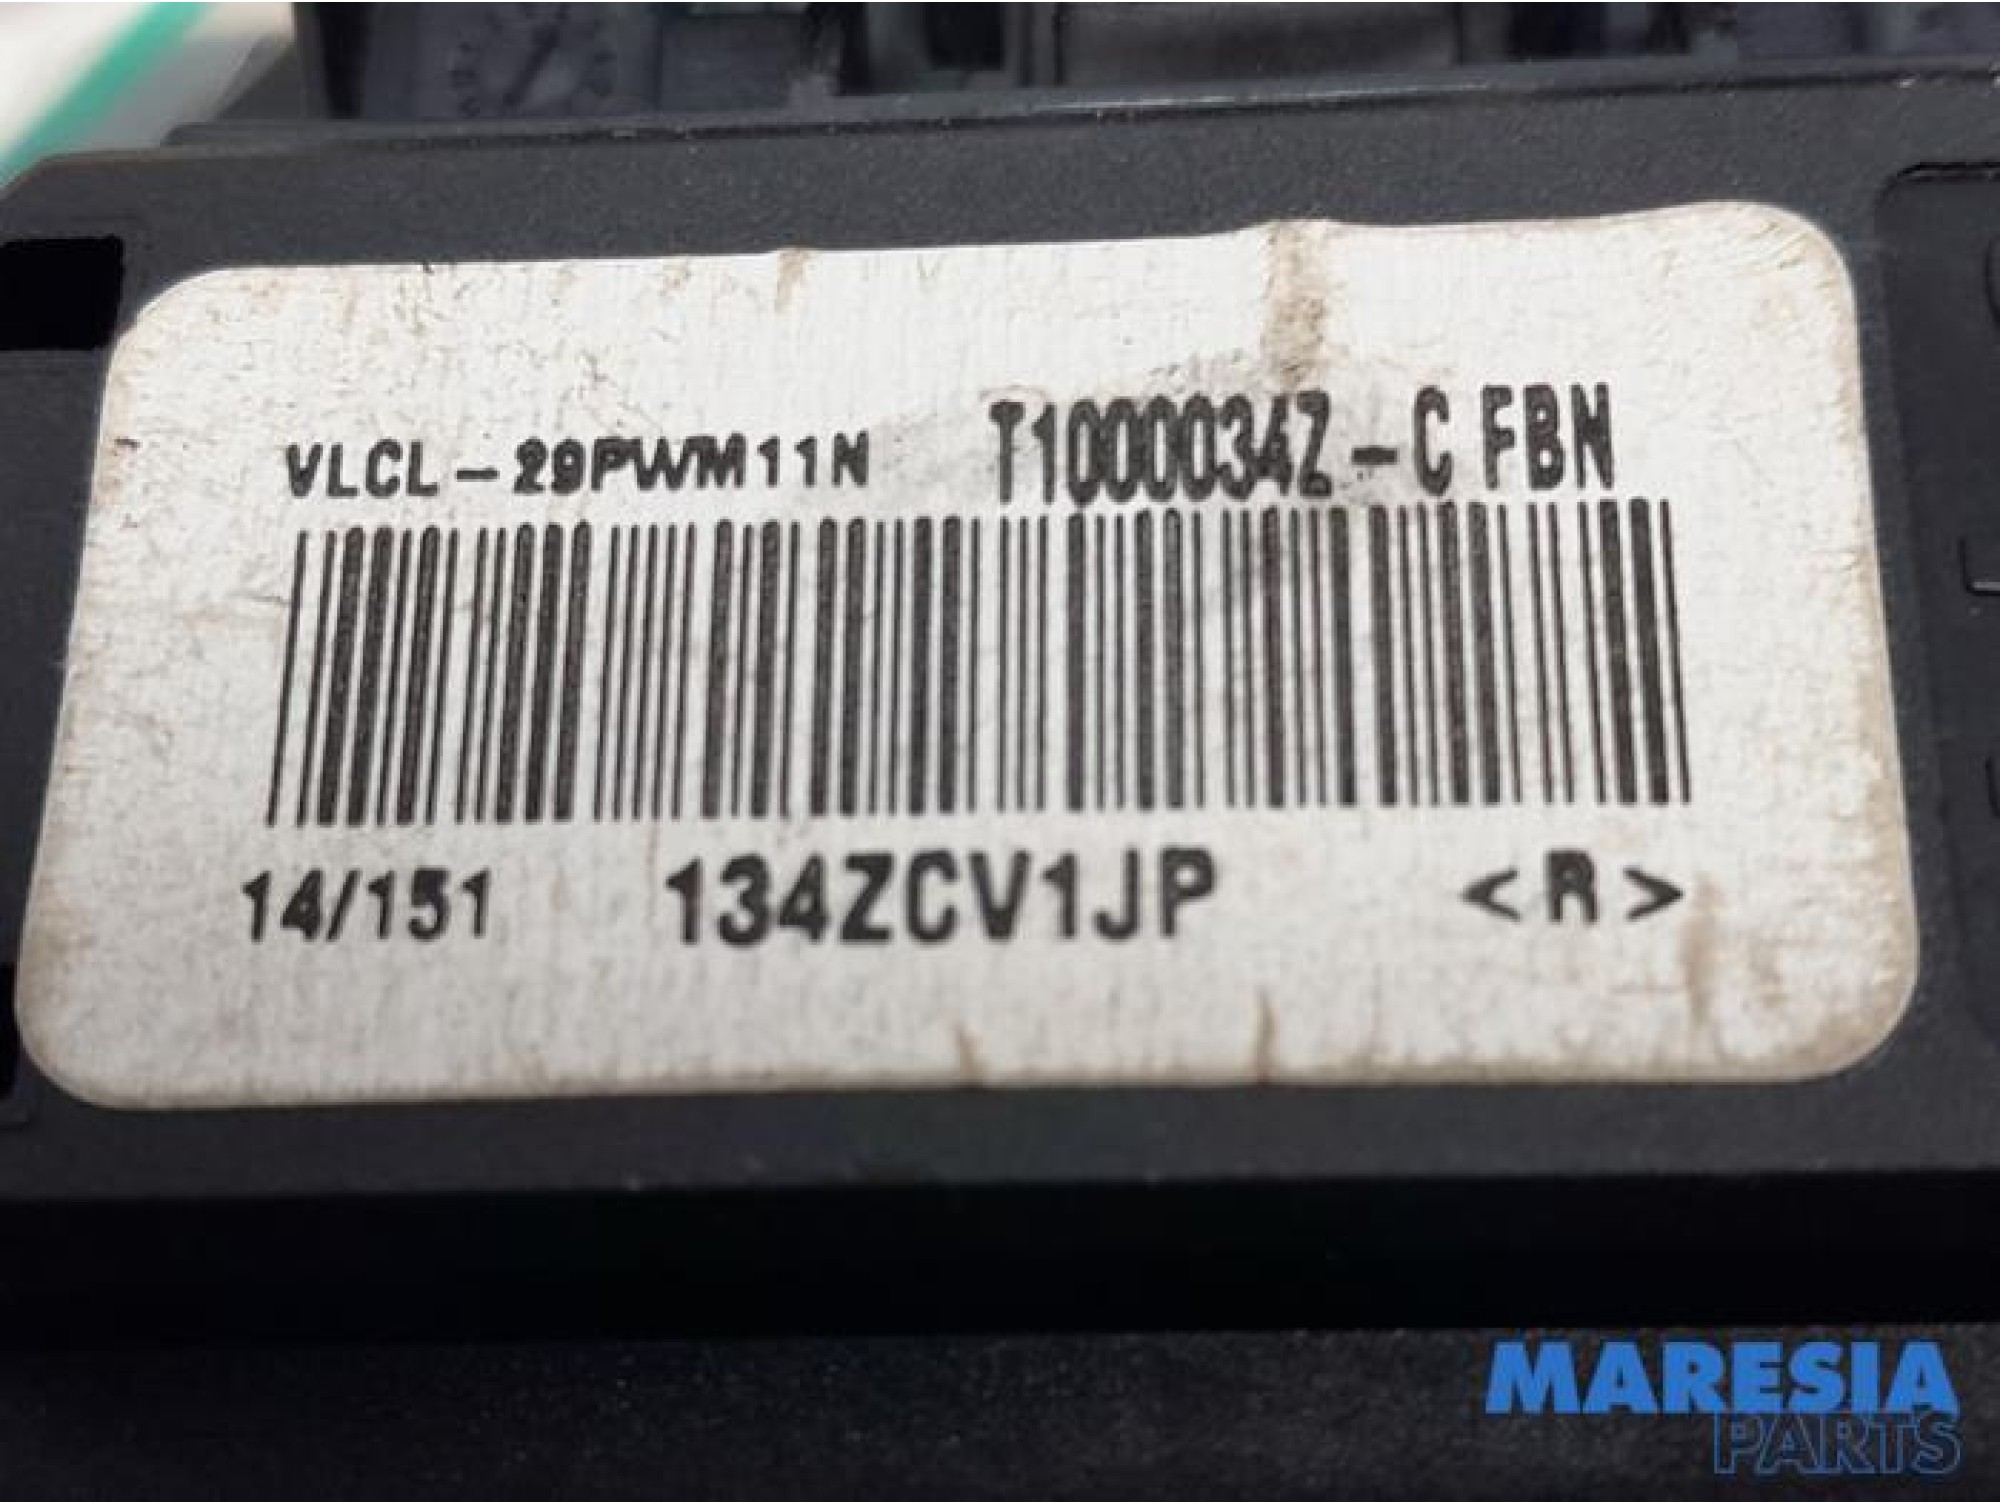 VLCL-29PWM11N T1000034Z-C FBN
14/151 134ZCV1JP <R>
MARESIA
PARTS